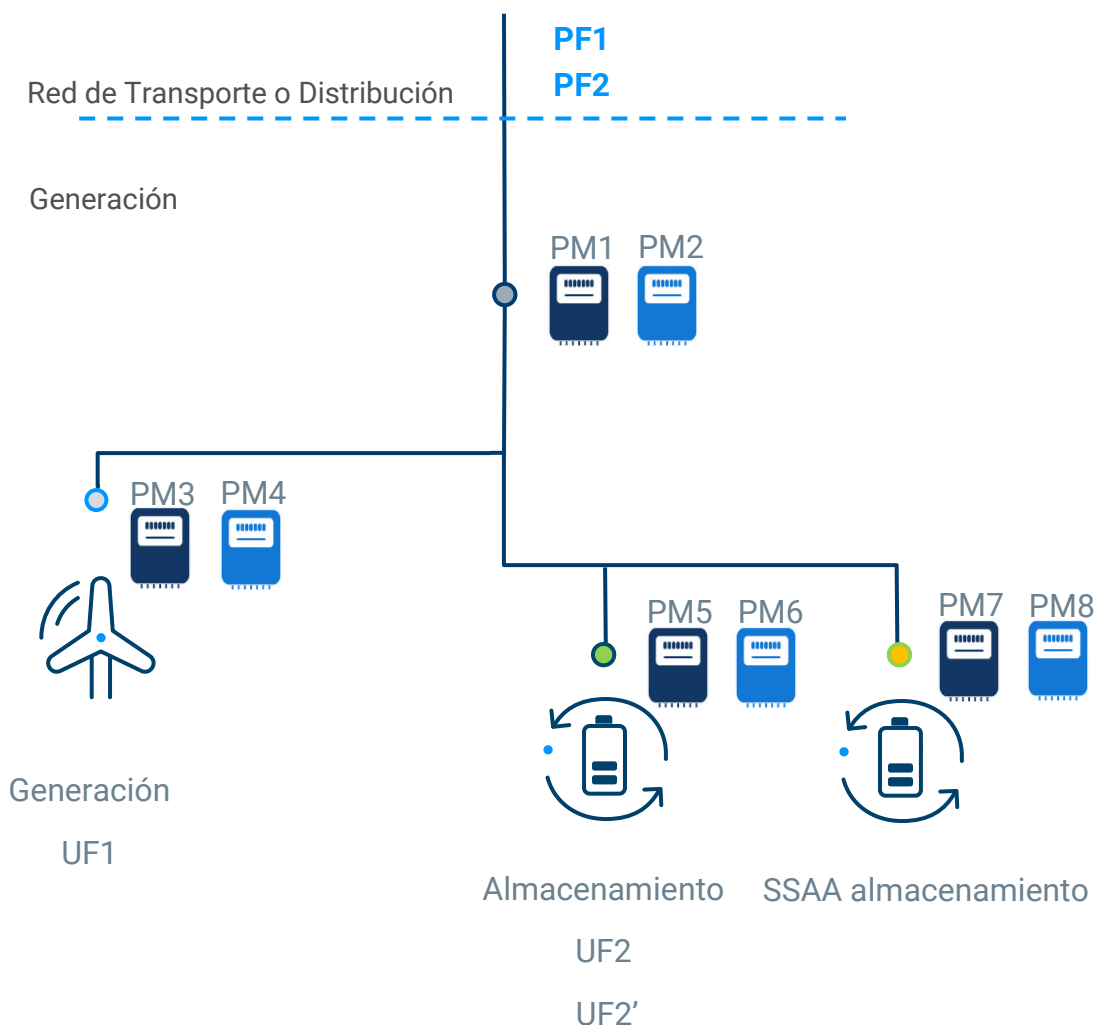 PF1
PF2
Red de Transporte o Distribución
Generación
PM1 PM2
PM3 PM4
PM5 PM6 PM7 PM8
Generación
UF1
Almacenamiento SSAA almacenamiento
UF2
UF2’